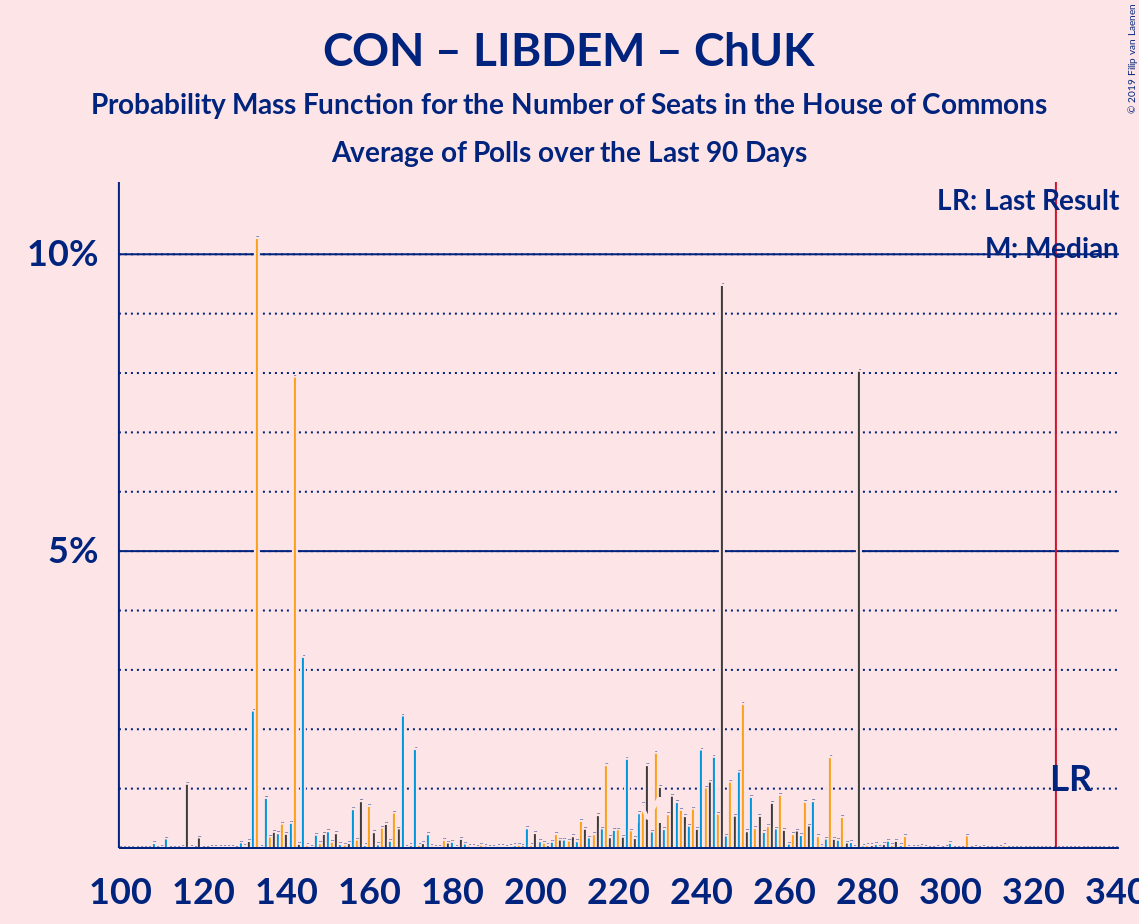 CON – LIBDEM – ChUK
Probability Mass Function for the Number of Seats in the House of Commons
Average of Polls over the Last 90 Days
© 2019 Filip van Laenen
LR: Last Result
M: Median
10%
5%
LR
100 120 140 160 180 200 220 240 260 280 300 320 340